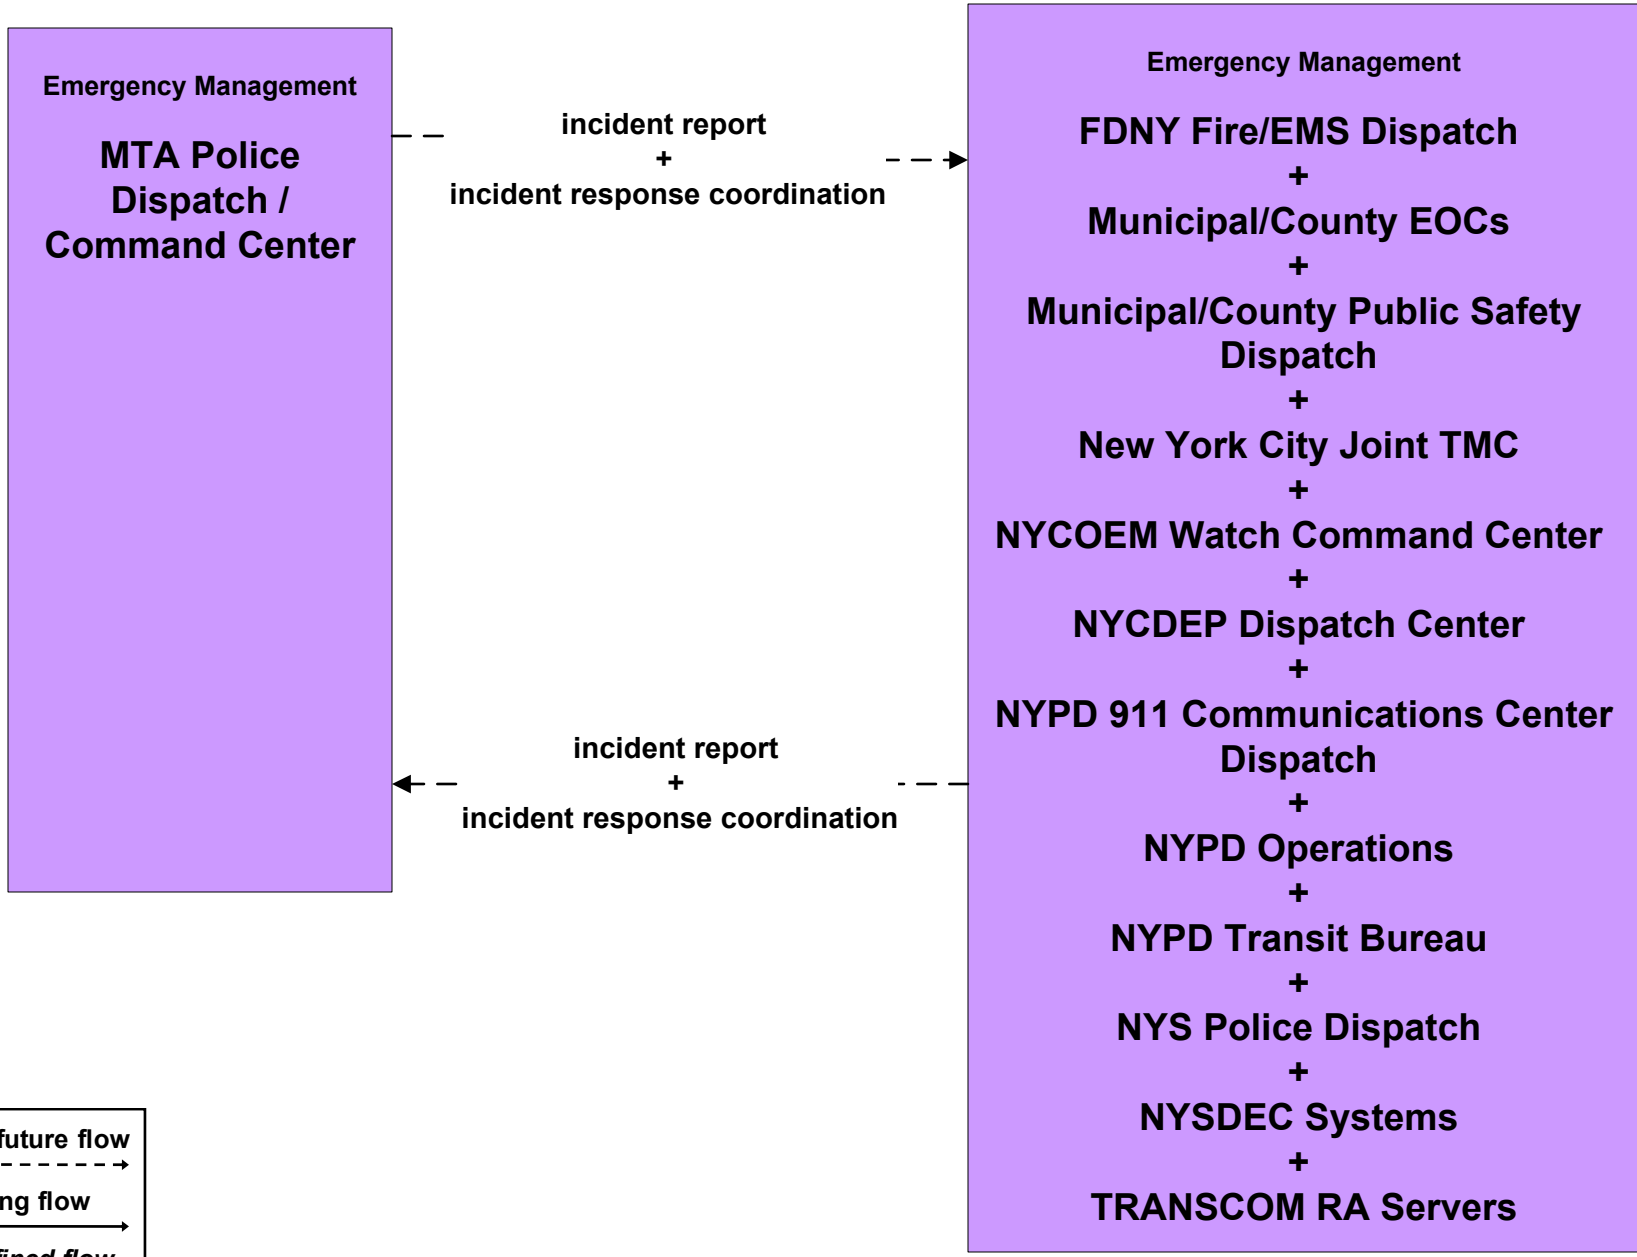 Emergency Management
MTA Police
Dispatch /
Command Center
incident report
+
incident response coordination
incident report
+
incident response coordination
Emergency Management
FDNY Fire/EMS Dispatch
+
Municipal/County EOCs
+
Municipal/County Public Safety
Dispatch
+
New York City Joint TMC
+
NYCOEM Watch Command Center
+
NYCDEP Dispatch Center
+
NYPD 911 Communications Center
Dispatch
+
NYPD Operations
+
NYPD Transit Bureau
+
NYS Police Dispatch
+
NYSDEC Systems
+
TRANSCOM RA Servers
future flow
flow
flow